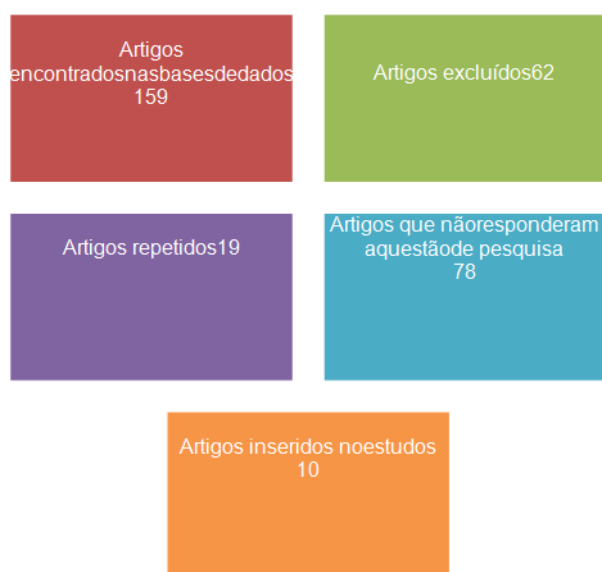 Artigos
encontradosnasbasesdedados
159
Artigos excluídos62
Artigos repetidos19
Artigos que nãoresponderam
aquestãode pesquisa
78
Artigos inseridos noestudos
10